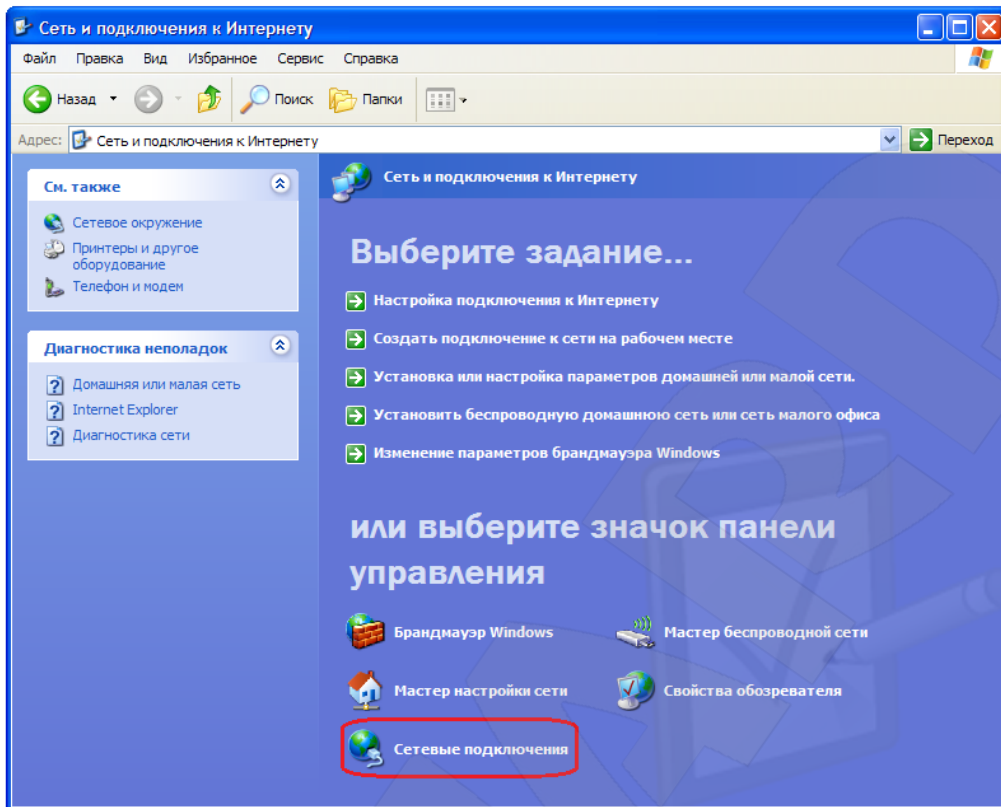 Сеть и подключения к Интернету
Файл Правка Вид Избранное Сервис Справка
Назад Поиск Папки
Адрес: Сеть и подключения к Интернету Переход
См. также
Сетевое окружение
Принтеры и другое
оборудование
Телефон и модем
Диагностика неполадок
Домашняя или малая сеть
Internet Explorer
Диагностика сети
Сеть и подключения к Интернету
Выберите задание...
Настройка подключения к Интернету
Создать подключение к сети на рабочем месте
Установка или настройка параметров домашней или малой сети.
Установить беспроводную домашнюю сеть или сеть малого офиса
Изменение параметров брандмауэра Windows
или выберите значок панели
управления
Брандмауэр Windows Мастер беспроводной сети
Мастер настройки сети Свойства обозревателя
Сетевые подключения